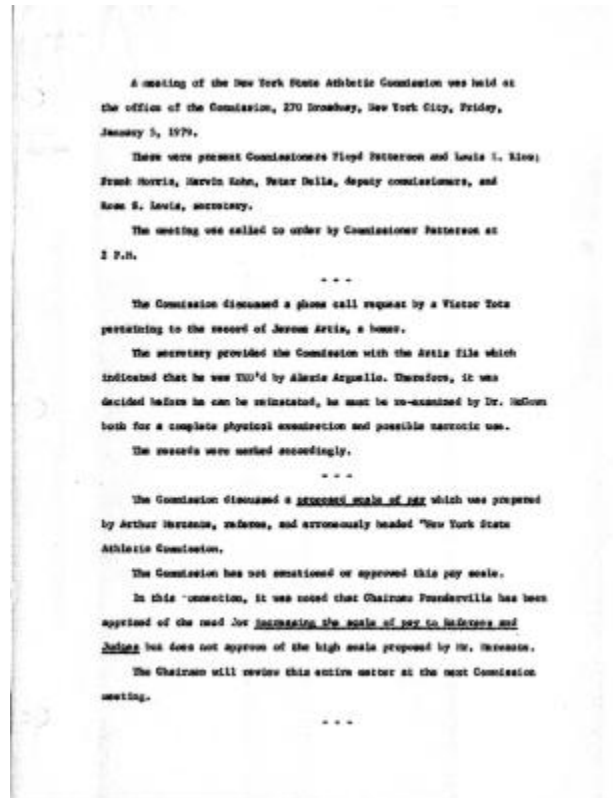 A meeting of the New York State Athletic Commission was held at
the office of the Commission, 270 Broadway, New York City, Friday,
January 5, 1979.
There were present Commissioners Floyd Patterson and Louis
Frank Morris, Marvin Kohn, Peter Della, deputy commissioners, and
Rose S. Lewis, secretary.
The meeting was called to order by Commissioner Patterson at
2 P.M.
- - -
The Commission discussed a phone call request by a Victor
pertaining to the record of Jerome Artis, a boxer.
The secretary provided the Commission with the Artis file which
indicated that he was TKO'd by Alexis Arguello. Therefore, it was
decided before he can be reinstated, he must be re-examined by Dr. McGown
both for a complete physical examination and possible narcotic use.
The records were marked accordingly.
- - -
The Commission discussed a proposed scale of pay which was prepared
by Arthur Mercante, referee, and erroneously headed "New York State
Athletic Commission.
The Commission has not sanctioned or approved this pay scale.
In this connection, it was noted that Chairman Prenderville has been
apprised of the need for increasing the scale of pay to Referees and
Judges but does not approve of the high scale proposed by Mr. Mercante.
The Chairman will review this entire matter at the next Commission
meeting.
- - -